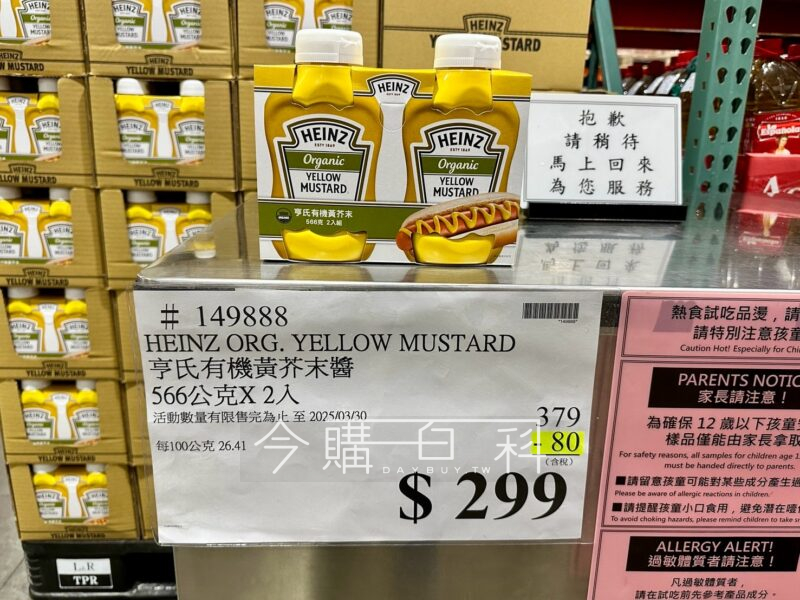 HEINZ
ESTD 1869
Organic
YELLOW
MUSTARD
HEINZ
Organic
YELLOW
MUSTARD
HEINZ
亨氏有機黃芥末
566克 2入組
HEINZ
YELLOW MUSTARD
抱歉
請稍待
馬上回來
為您服務
Española
# 149888
HEINZ ORG. YELLOW MUSTARD
亨氏有機黃芥末醬
566公克X 2入
活動數量有限售完為止 至 2025/03/30
每100公克 26.41
379
- 80
(含稅)
$ 299
今購百科
DAYBUY.TW
熱食試吃品燙，請
請特別注意孩童
Caution Hot! Especially for Chi
PARENTS NOTIC
家長請注意！
為確保 12 歲以下孩童
樣品僅能由家長拿取
For safety reasons, all samples for children age 1
must be handed directly to parents.
■請留意孩童可能對某些成分產生過
Please be aware of allergic reactions in children.
■請提醒孩童小口食用，避免潛在噎
To avoid choking hazards, please remind children to take s
ALLERGY ALERT!
過敏體質者請注意！
凡過敏體質者，
請在試吃前先參考產品成分。
L&R
TPR